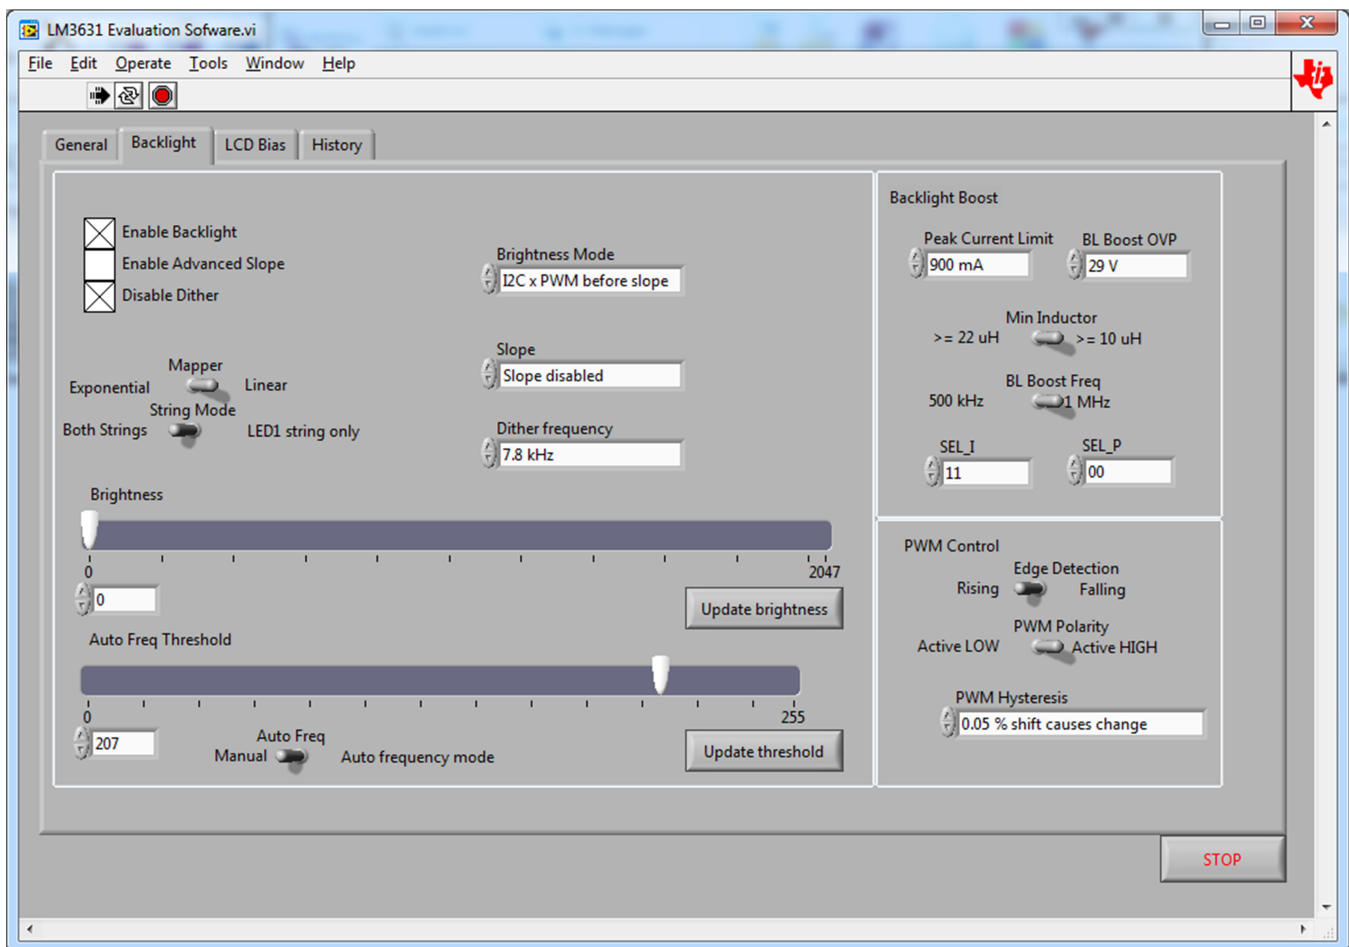 LM3631 Evaluation Sofware.vi
File Edit Operate Tools Window Help
General Backlight LCD Bias History
Enable Backlight
Enable Advanced Slope
Disable Dither
Mapper
Exponential Linear
String Mode
Both Strings LED1 string only
Brightness Mode
I2C x PWM before slope
Slope
Slope disabled
Dither frequency
7.8 kHz
Brightness
0 2047
0
Update brightness
Auto Freq Threshold
0 255
207
Auto Freq
Manual Auto frequency mode
Update threshold
Backlight Boost
Peak Current Limit BL Boost OVP
900 mA 29 V
Min Inductor
>= 22 uH >= 10 uH
BL Boost Freq
500 kHz 1 MHz
SEL_I SEL_P
11 00
PWM Control
Edge Detection
Rising Falling
PWM Polarity
Active LOW Active HIGH
PWM Hysteresis
0.05 % shift causes change
STOP